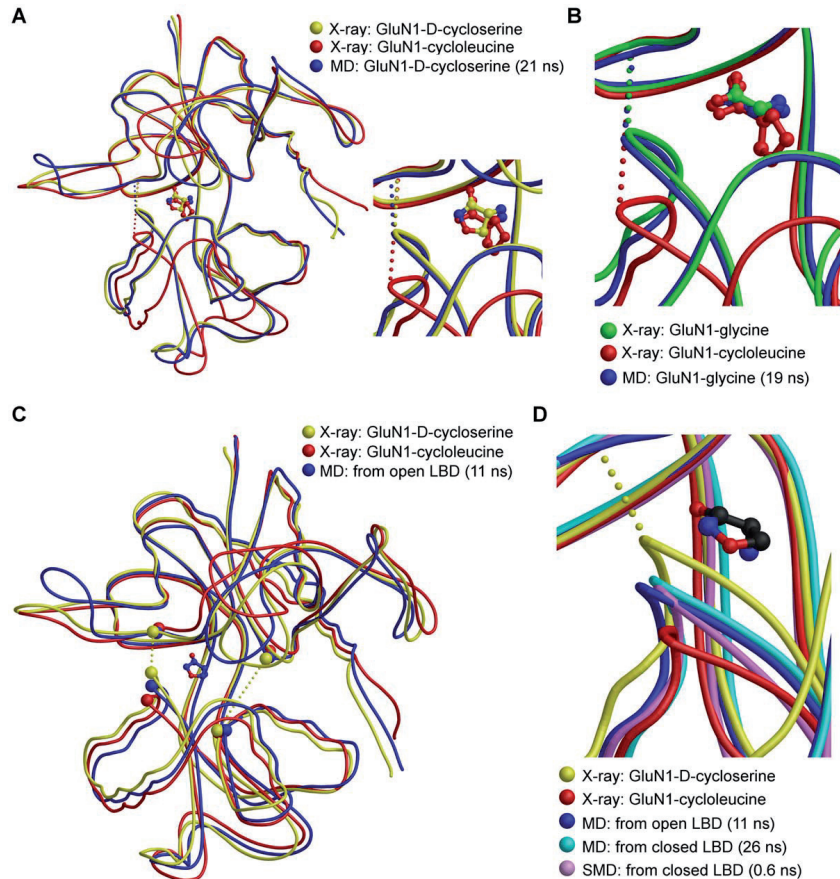 A
X-ray: GluN1-D-cycloserine
X-ray: GluN1-cycloleucine
MD: GluN1-D-cycloserine (21 ns)
B
X-ray: GluN1-glycine
X-ray: GluN1-cycloleucine
MD: GluN1-glycine (19 ns)
C
X-ray: GluN1-D-cycloserine
X-ray: GluN1-cycloleucine
MD: from open LBD (11 ns)
D
X-ray: GluN1-D-cycloserine
X-ray: GluN1-cycloleucine
MD: from open LBD (11 ns)
MD: from closed LBD (26 ns)
SMD: from closed LBD (0.6 ns)